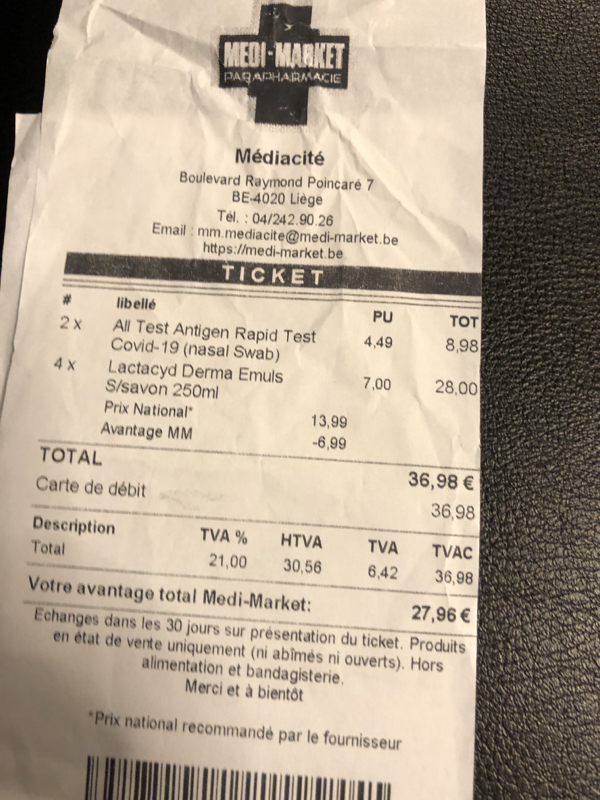 MEDI-MARKET
PARAPHARMACIE
Médiacité
Boulevard Raymond Poincaré 7
BE-4020 Liège
Tél. : 04/242.90.26
Email : mm.mediacite@medi-market.be
https://medi-market.be
TICKET
# libellé PU TOT
2 x All Test Antigen Rapid Test 4,49 8,98
Covid-19 (nasal Swab)
4 x Lactacyd Derma Emuls 7,00 28,00
S/savon 250ml
Prix National* 13,99
Avantage MM -6,99
TOTAL 36,98 €
Carte de débit 36,98
Description TVA % HTVA TVA TVAC
Total 21,00 30,56 6,42 36,98
Votre avantage total Medi-Market: 27,96 €
Echanges dans les 30 jours sur présentation du ticket. Produits
en état de vente uniquement (ni abîmés ni ouverts). Hors
alimentation et bandagisterie.
Merci et à bientôt
*Prix national recommandé par le fournisseur